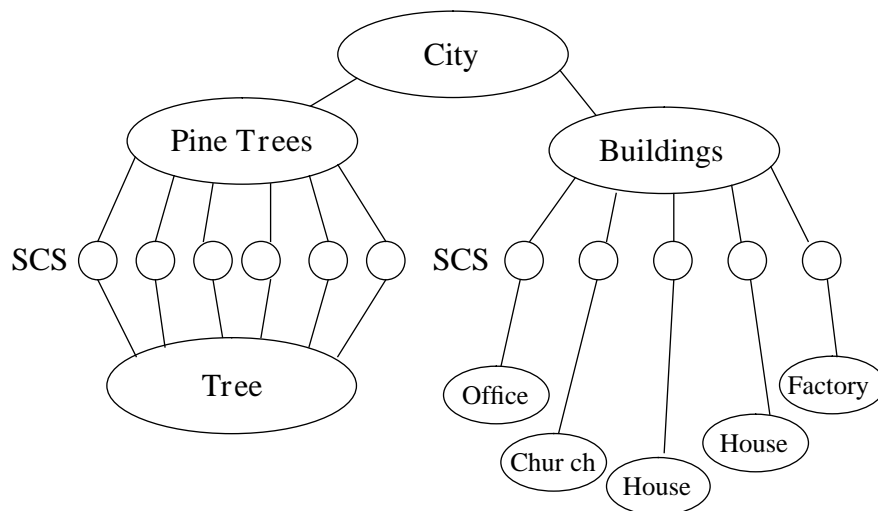 City
Pine Trees
Buildings
SCS
SCS
Tree
Office
Factory
Chur ch
House
House